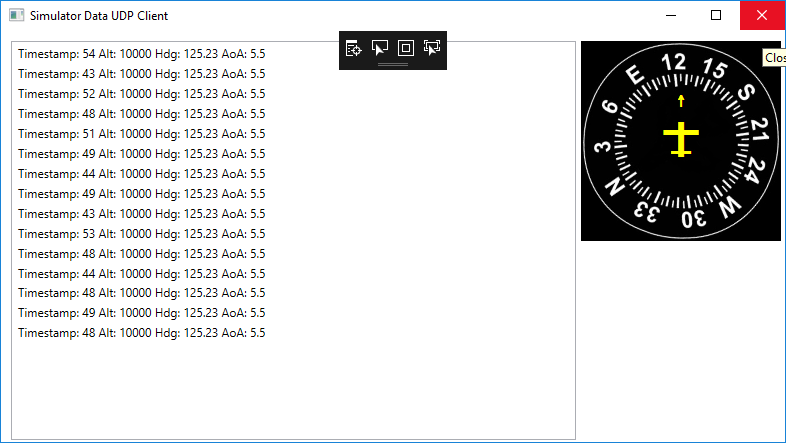 Simulator Data UDP Client
Timestamp: 54 Alt: 10000 Hdg: 125.23 AoA: 5.5
Timestamp: 43 Alt: 10000 Hdg: 125.23 AoA: 5.5
Timestamp: 52 Alt: 10000 Hdg: 125.23 AoA: 5.5
Timestamp: 48 Alt: 10000 Hdg: 125.23 AoA: 5.5
Timestamp: 51 Alt: 10000 Hdg: 125.23 AoA: 5.5
Timestamp: 49 Alt: 10000 Hdg: 125.23 AoA: 5.5
Timestamp: 44 Alt: 10000 Hdg: 125.23 AoA: 5.5
Timestamp: 49 Alt: 10000 Hdg: 125.23 AoA: 5.5
Timestamp: 43 Alt: 10000 Hdg: 125.23 AoA: 5.5
Timestamp: 53 Alt: 10000 Hdg: 125.23 AoA: 5.5
Timestamp: 48 Alt: 10000 Hdg: 125.23 AoA: 5.5
Timestamp: 44 Alt: 10000 Hdg: 125.23 AoA: 5.5
Timestamp: 48 Alt: 10000 Hdg: 125.23 AoA: 5.5
Timestamp: 49 Alt: 10000 Hdg: 125.23 AoA: 5.5
Timestamp: 48 Alt: 10000 Hdg: 125.23 AoA: 5.5
Clos
12
15
S
21
24
W
30
33
N
3
6
E